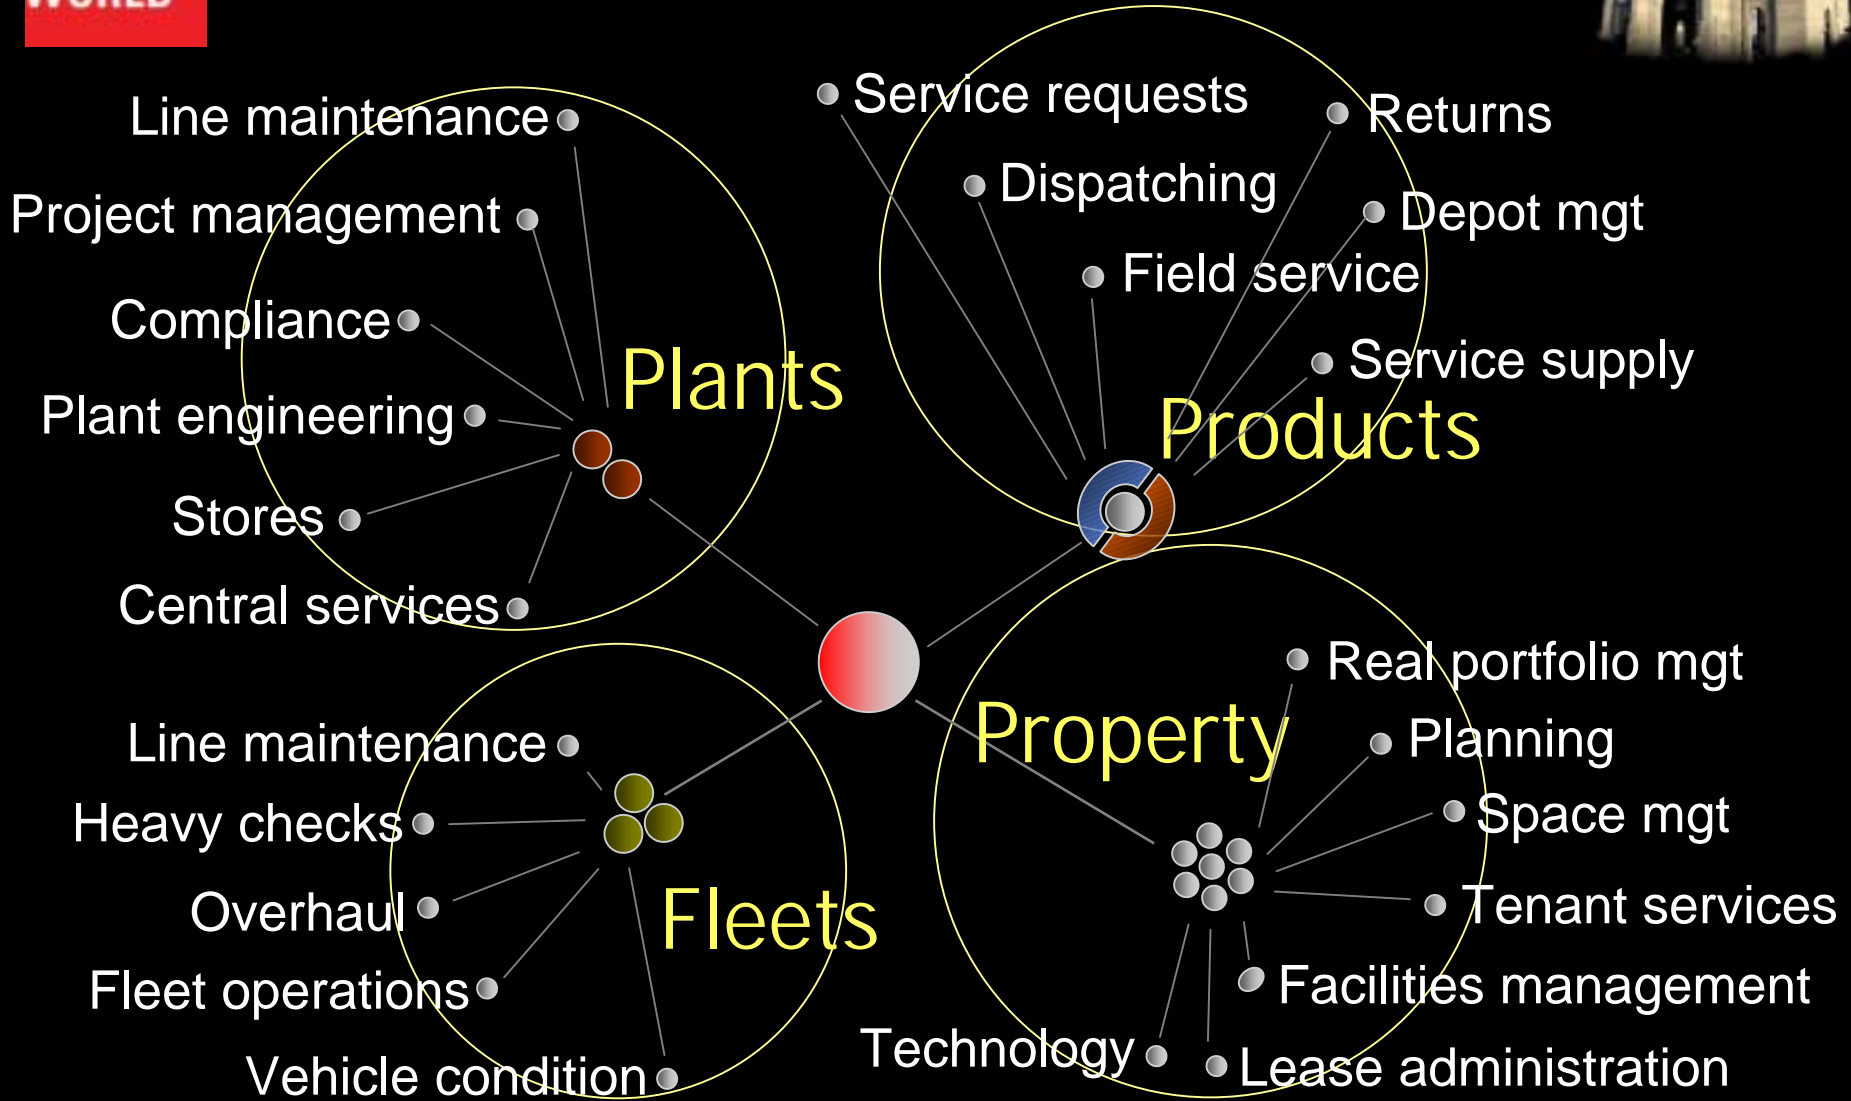 WORLD
Line maintenance
Project management
Compliance
Plant engineering
Stores
Central services
Plants
Service requests
Dispatching
Field service
Returns
Depot mgt
Service supply
Products
Line maintenance
Heavy checks
Overhaul
Fleet operations
Vehicle condition
Fleets
Property
Real portfolio mgt
Planning
Space mgt
Tenant services
Facilities management
Lease administration
Technology